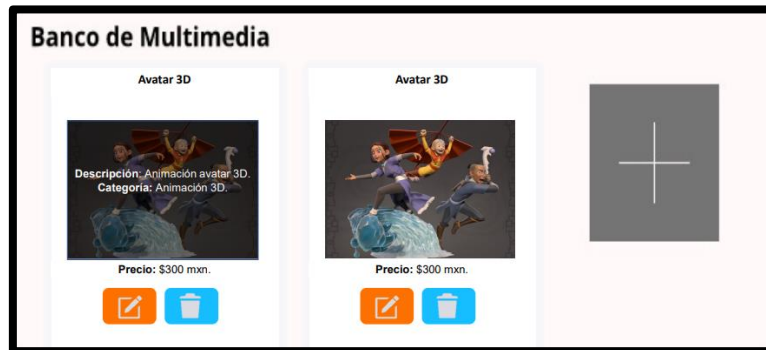 Banco de Multimedia
Avatar 3D
Descripción: Animación avatar 3D.
Categoría: Animación 3D.
Precio: $300 mxn.
Avatar 3D
Precio: $300 mxn.